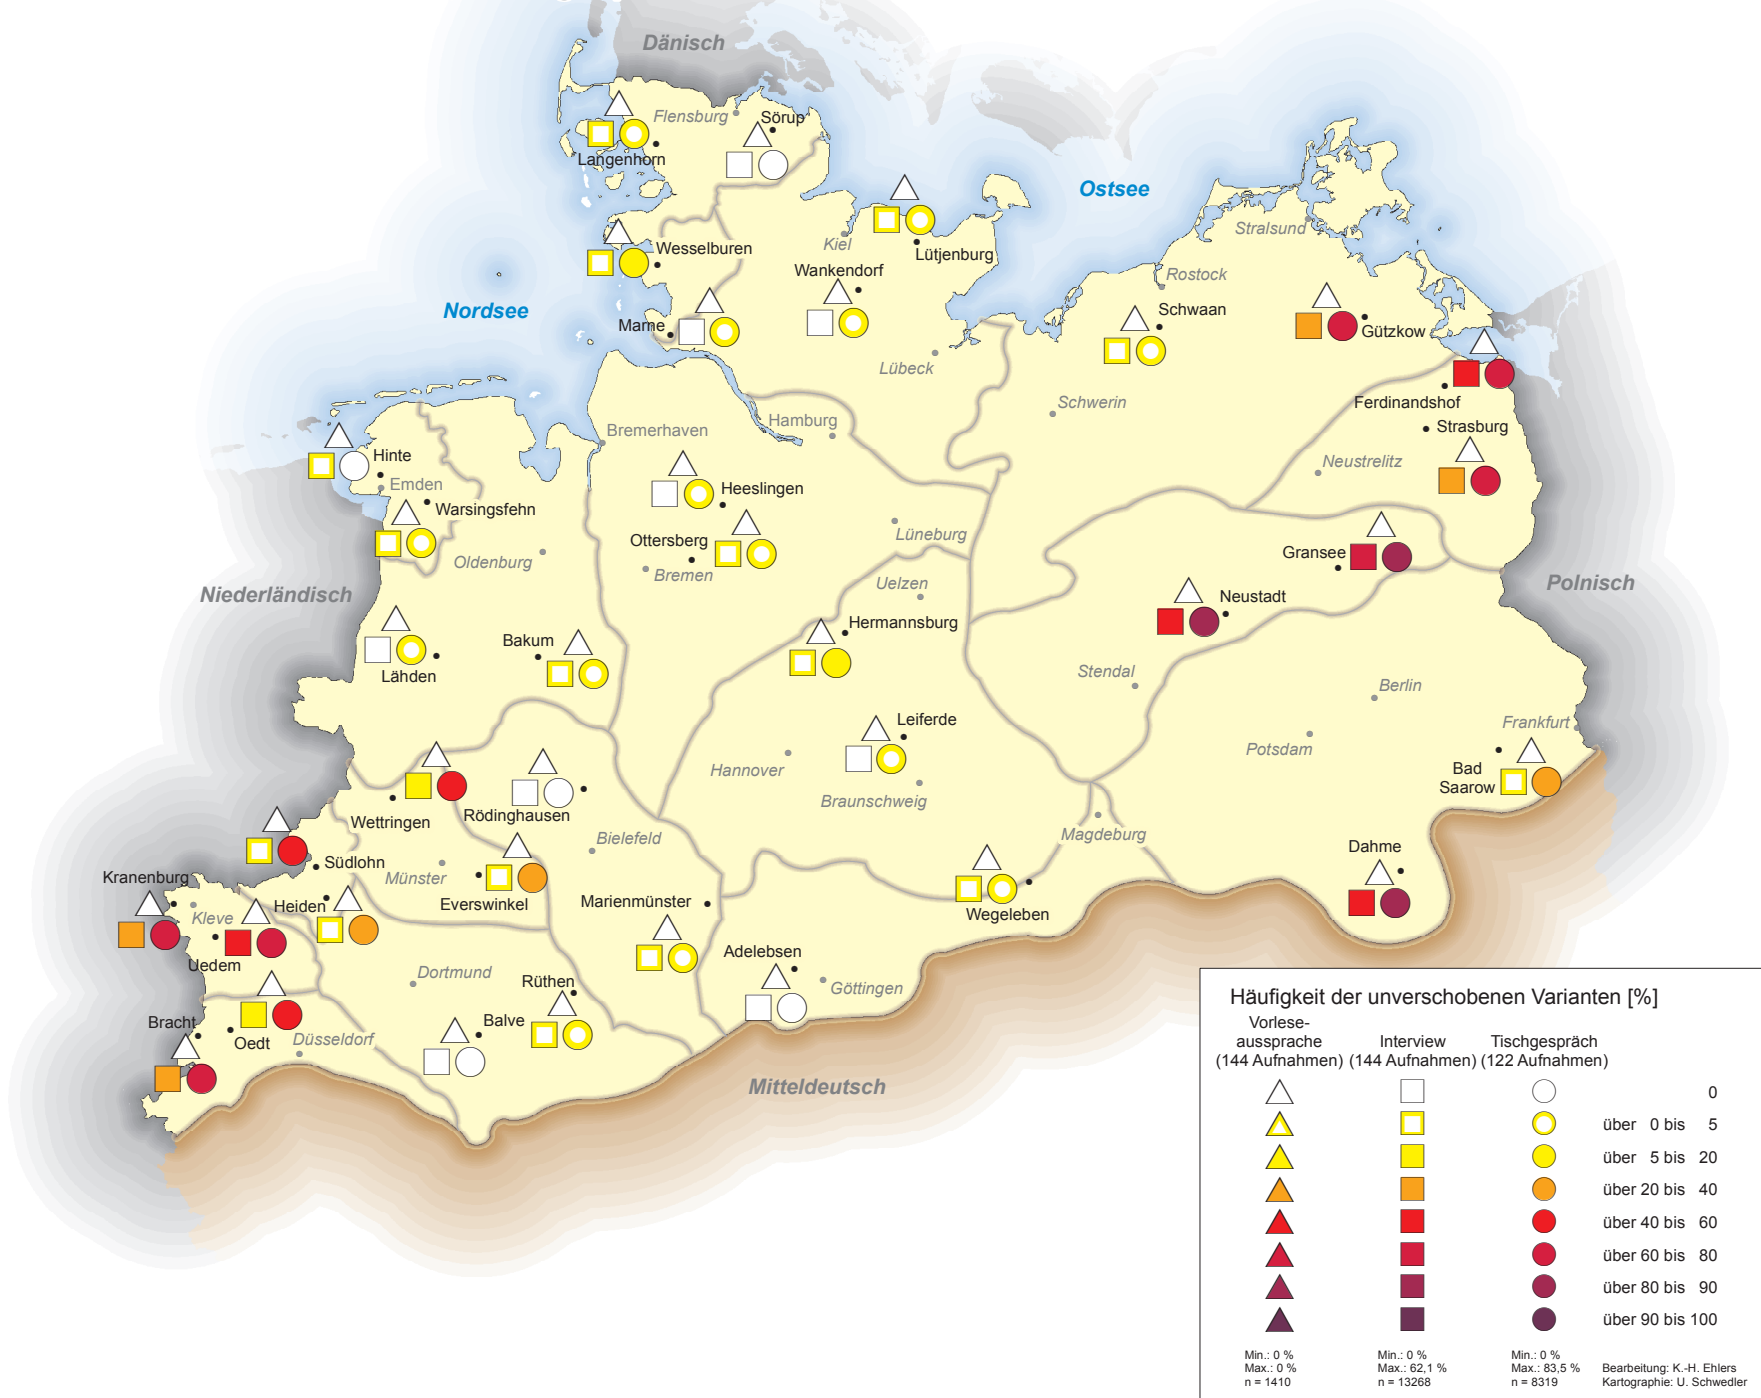 Dänisch
Flensburg
Sörup
Langenhorn
Ostsee
Stralsund
Kiel
Wesselburen
Lütjenburg
Wankendorf
Rostock
Nordsee
Schwaan
Marne
Gützkow
Lübeck
Schwerin
Ferdinandshof
Hamburg
Bremerhaven
Strasburg
Hinte
Neustrelitz
Emden
Heeslingen
Warsingsfehn
Lüneburg
Ottersberg
Gransee
Oldenburg
Bremen
Uelzen
Polnisch
Niederländisch
Neustadt
Hermannsburg
Bakum
Lähden
Stendal
Berlin
Leiferde
Frankfurt
Potsdam
Hannover
Bad
Saarow
Braunschweig
Rödinghausen
Wettringen
Bielefeld
Magdeburg
Dahme
Südlohn
Kranenburg
Münster
Everswinkel
Marienmünster
Heiden
Kleve
Wegeleben
Adelebsen
Uedem
Dortmund
Rüthen
Göttingen
Bracht
Balve
Oedt
Düsseldorf
Mitteldeutsch
Häufigkeit der unverschobenen Varianten [%]
Vorlese-
aussprache
(144 Aufnahmen)
Interview
(144 Aufnahmen)
Tischgespräch
(122 Aufnahmen)
0
über 0 bis 5
über 5 bis 20
über 20 bis 40
über 40 bis 60
über 60 bis 80
über 80 bis 90
über 90 bis 100
Min.: 0 %
Max.: 0 %
n = 1410
Min.: 0 %
Max.: 62,1 %
n = 13268
Min.: 0 %
Max.: 83,5 %
n = 8319
Bearbeitung: K.-H. Ehlers
Kartographie: U. Schwedler